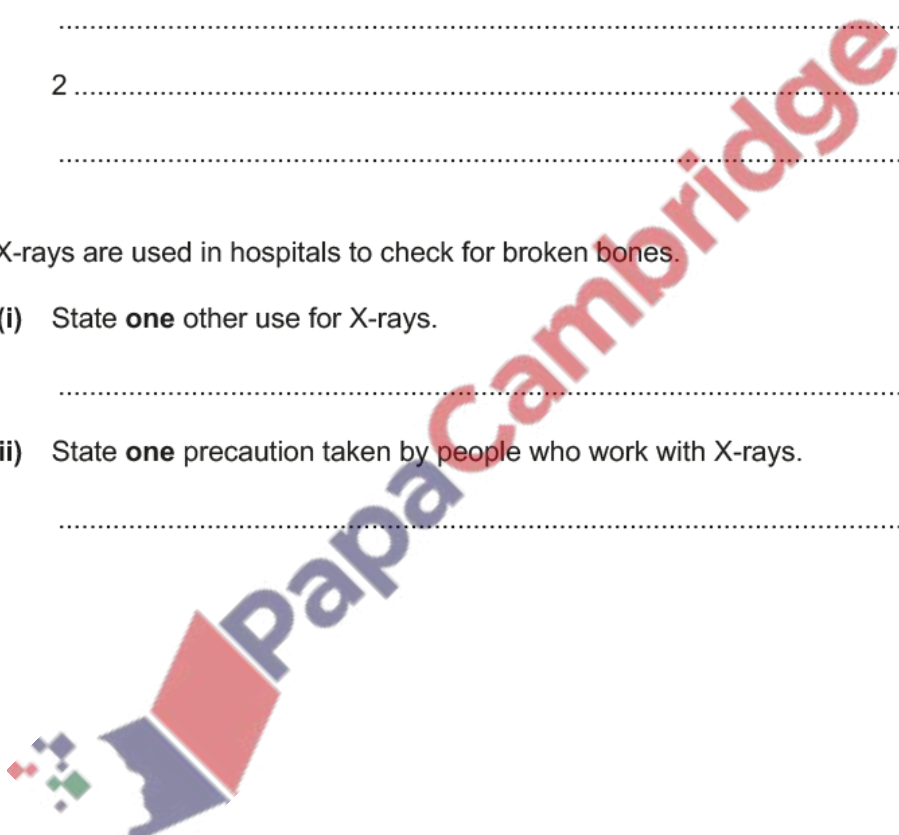 2
X-rays are used in hospitals to check for broken bones.
(i) State one other use for X-rays.
ii) State one precaution taken by people who work with X-rays.
PapaCambridge